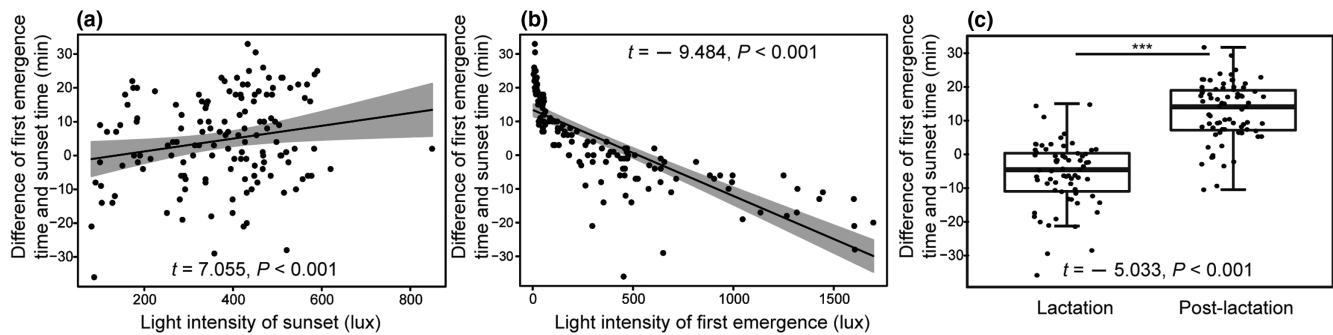 (a)
Difference of first emergence
time and sunset time (min)
30
20
10
0
−10
−20
−30
t = 7.055, P < 0.001
200
400
600
800
Light intensity of sunset (lux)
(b)
Difference of first emergence
time and sunset time (min)
30
20
10
0
−10
−20
−30
t = − 9.484, P < 0.001
0
500
1000
1500
Light intensity of first emergence (lux)
(c)
Difference of first emergence
time and sunset time (min)
30
20
10
0
−10
−20
−30
***
t = − 5.033, P < 0.001
Lactation
Post-lactation